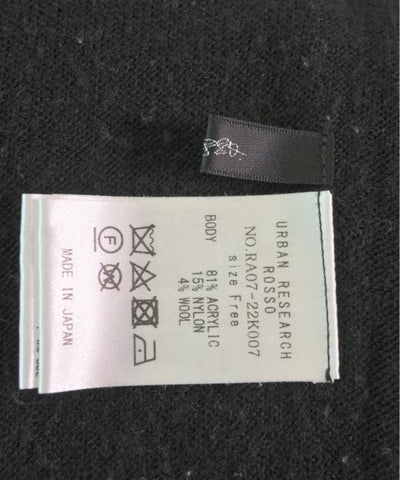 URBAN RESEARCH
ROSSO
NO.RA07-22K007
size Free
BODY 81% ACRYLIC
15% NYLON
4% WOOL
F
MADE IN JAPAN